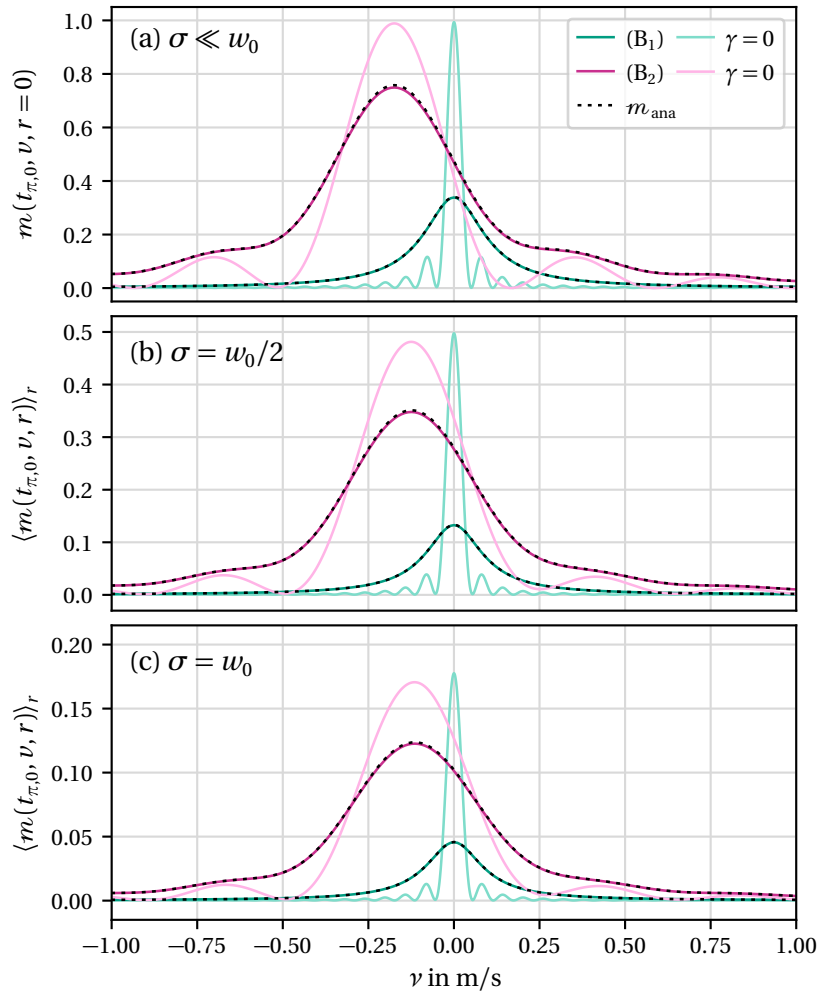 (a) σ ≪ w₀
(B₁) γ = 0
(B₂) γ = 0
m_ana
m(t_{π,0}, v, r = 0)
1.0
0.8
0.6
0.4
0.2
0.0
(b) σ = w₀/2
⟨m(t_{π,0}, v, r)⟩_r
0.5
0.4
0.3
0.2
0.1
0.0
(c) σ = w₀
⟨m(t_{π,0}, v, r)⟩_r
0.20
0.15
0.10
0.05
0.00
−1.00 −0.75 −0.50 −0.25 0.00 0.25 0.50 0.75 1.00
v in m/s